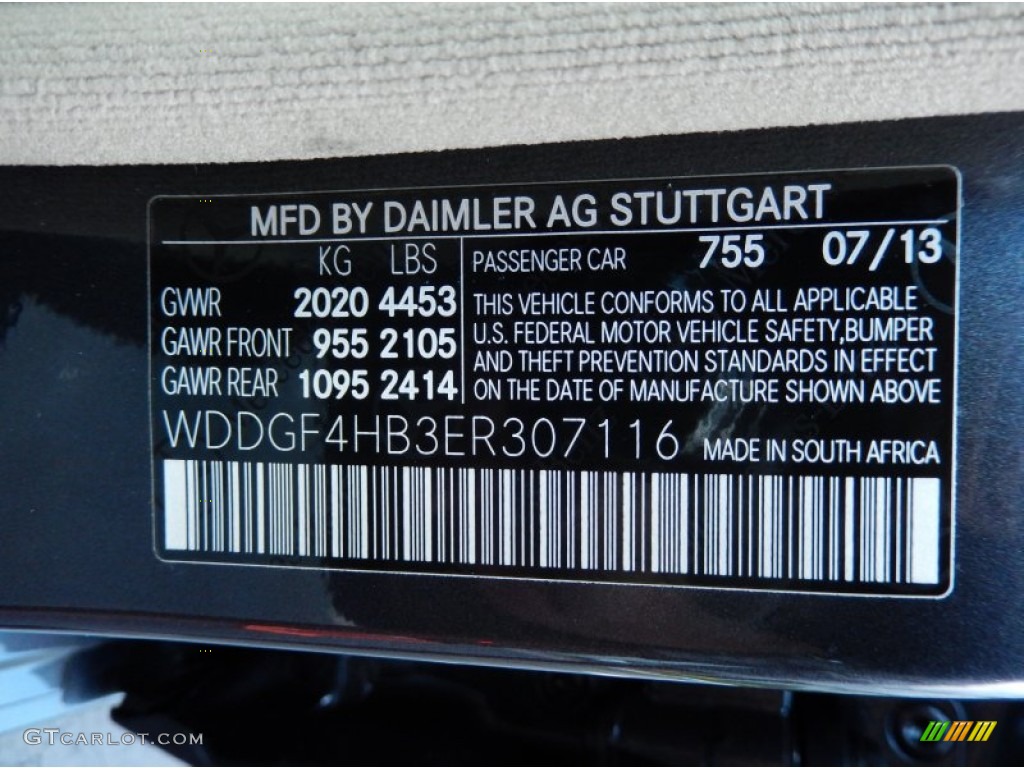 MFD BY DAIMLER AG STUTTGART
KG LBS
GVWR 2020 4453
GAWR FRONT 955 2105
GAWR REAR 1095 2414
PASSENGER CAR 755 07/13
THIS VEHICLE CONFORMS TO ALL APPLICABLE
U.S. FEDERAL MOTOR VEHICLE SAFETY,BUMPER
AND THEFT PREVENTION STANDARDS IN EFFECT
ON THE DATE OF MANUFACTURE SHOWN ABOVE
WDDGF4HB3ER307116 MADE IN SOUTH AFRICA
GTCARLOT.COM